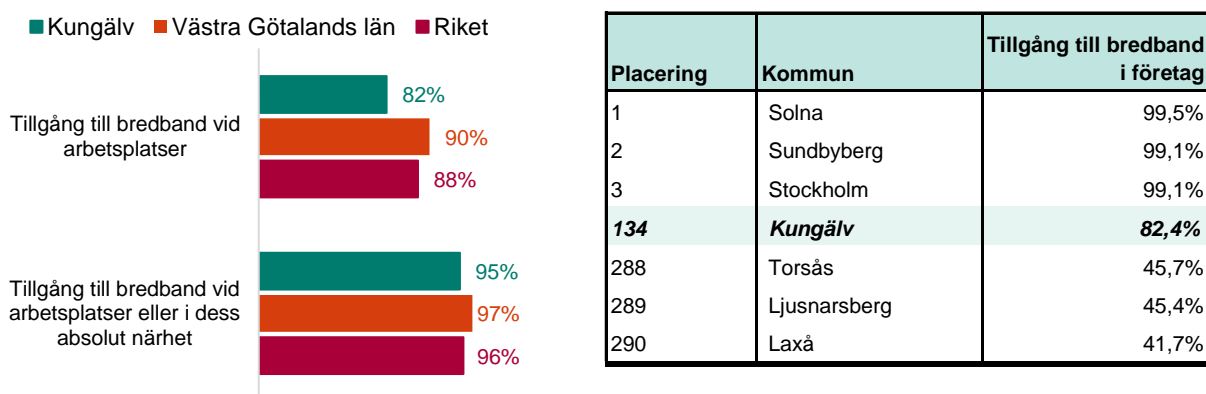 Kungälv Västra Götalands län Riket
Tillgång till bredband vid
arbetsplatser
82%
90%
88%
Tillgång till bredband vid
arbetsplatser eller i dess
absolut närhet
95%
97%
96%
Placering Kommun Tillgång till bredband
i företag
1 Solna 99,5%
2 Sundbyberg 99,1%
3 Stockholm 99,1%
134 Kungälv 82,4%
288 Torsås 45,7%
289 Ljusnarsberg 45,4%
290 Laxå 41,7%